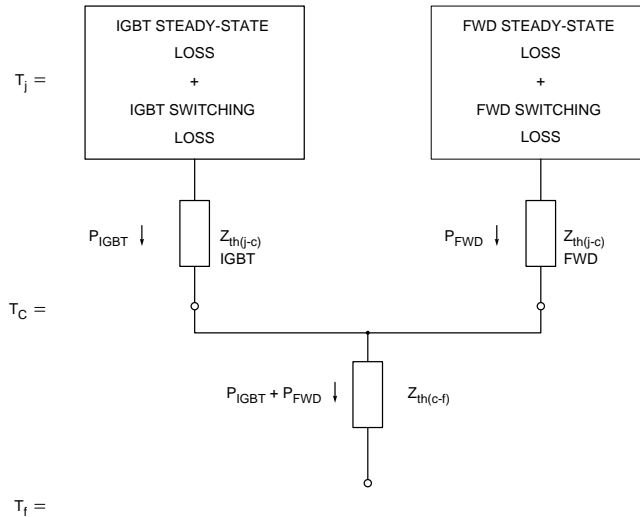 IGBT STEADY-STATE
LOSS
+
IGBT SWITCHING
LOSS
FWD STEADY-STATE
LOSS
+
FWD SWITCHING
LOSS
Tj =
PIGBT ↓
Zth(j-c)
IGBT
PFWD ↓
Zth(j-c)
FWD
TC =
PIGBT + PFWD ↓
Zth(c-f)
Tf =